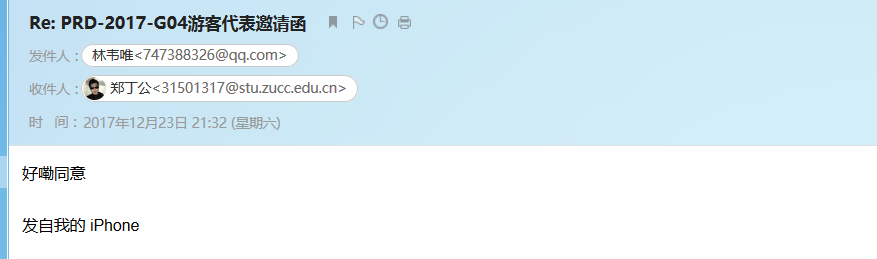 Re: PRD-2017-G04游客代表邀请函
发件人：林韦唯<747388326@qq.com>
收件人：郑丁公<31501317@stu.zucc.edu.cn>
时　间：2017年12月23日 21:32 (星期六)
好嘞同意
发自我的 iPhone